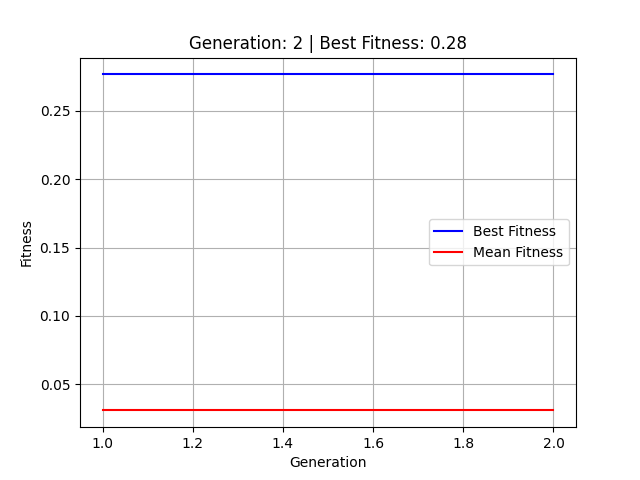 Generation: 2 | Best Fitness: 0.28
Fitness
0.25
0.20
0.15
0.10
0.05
Best Fitness
Mean Fitness
1.0 1.2 1.4 1.6 1.8 2.0
Generation